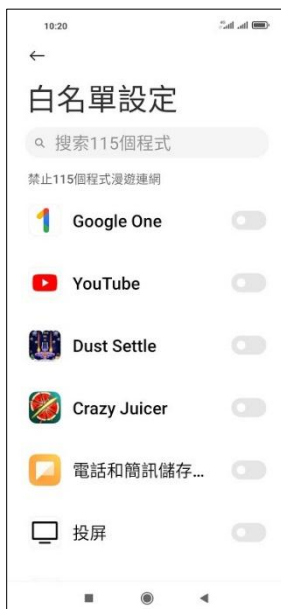 10:20
白名單設定
搜索115個程式
禁止115個程式漫遊連網
Google One
YouTube
Dust Settle
Crazy Juicer
電話和簡訊儲存...
投屏